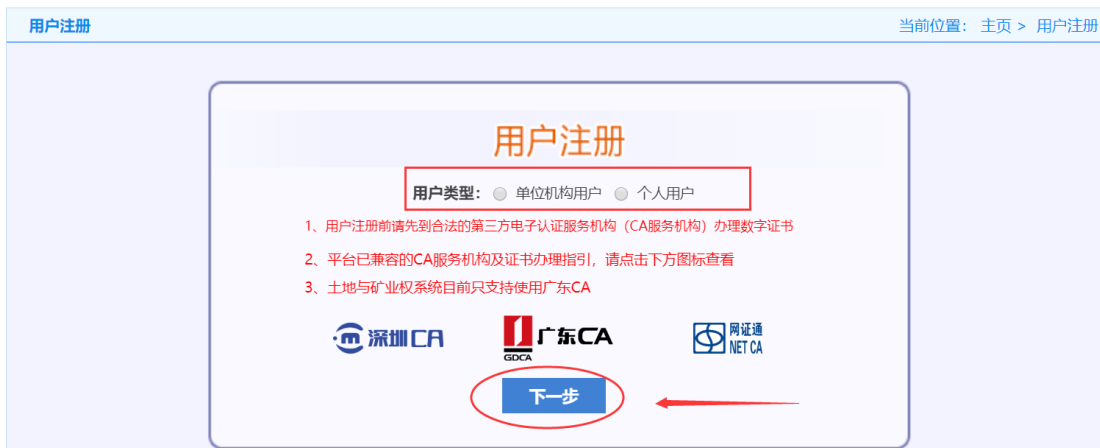 用户注册
当前位置： 主页 > 用户注册
用户注册
用户类型： 单位机构用户 个人用户
1、用户注册前请先到合法的第三方电子认证服务机构（CA服务机构）办理数字证书
2、平台已兼容的CA服务机构及证书办理指引，请点击下方图标查看
3、土地与矿业权系统目前只支持使用广东CA
深圳CA
广东CA
GDCA
网证通
NET CA
下一步